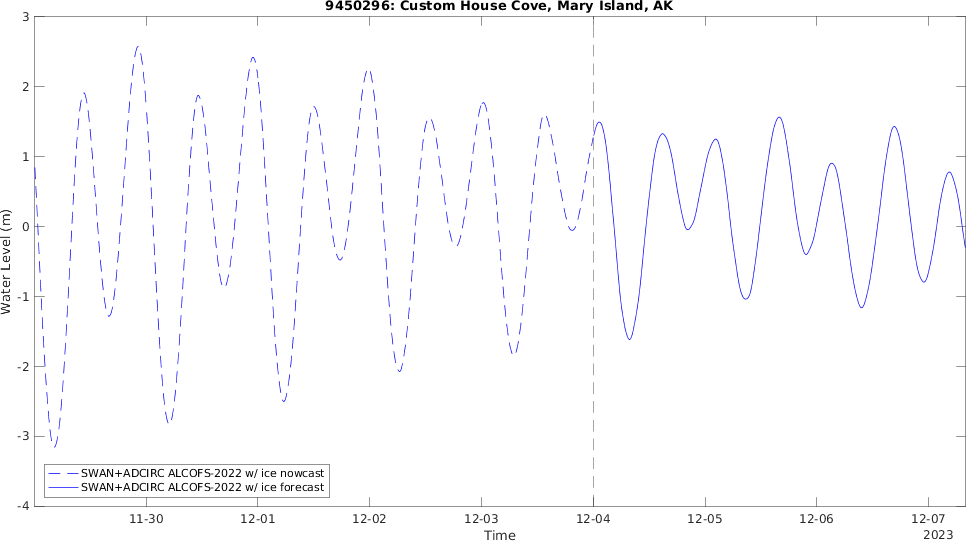 9450296: Custom House Cove, Mary Island, AK
3
2
1
0
-1
-2
-3
-4
Water Level (m)
SWAN+ADCIRC ALCOFS-2022 w/ ice nowcast
SWAN+ADCIRC ALCOFS-2022 w/ ice forecast
11-30 12-01 12-02 12-03 12-04 12-05 12-06 12-07
Time
2023